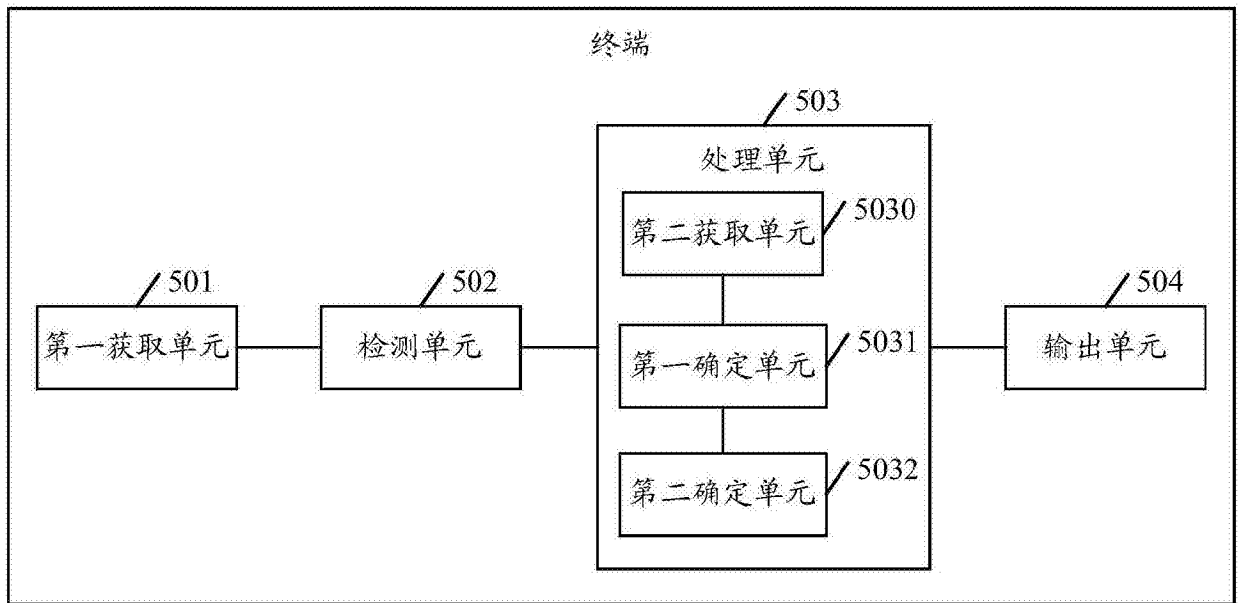 终端
503
处理单元
5030
第二获取单元
501
502
504
第一获取单元
检测单元
5031
第一确定单元
输出单元
5032
第二确定单元